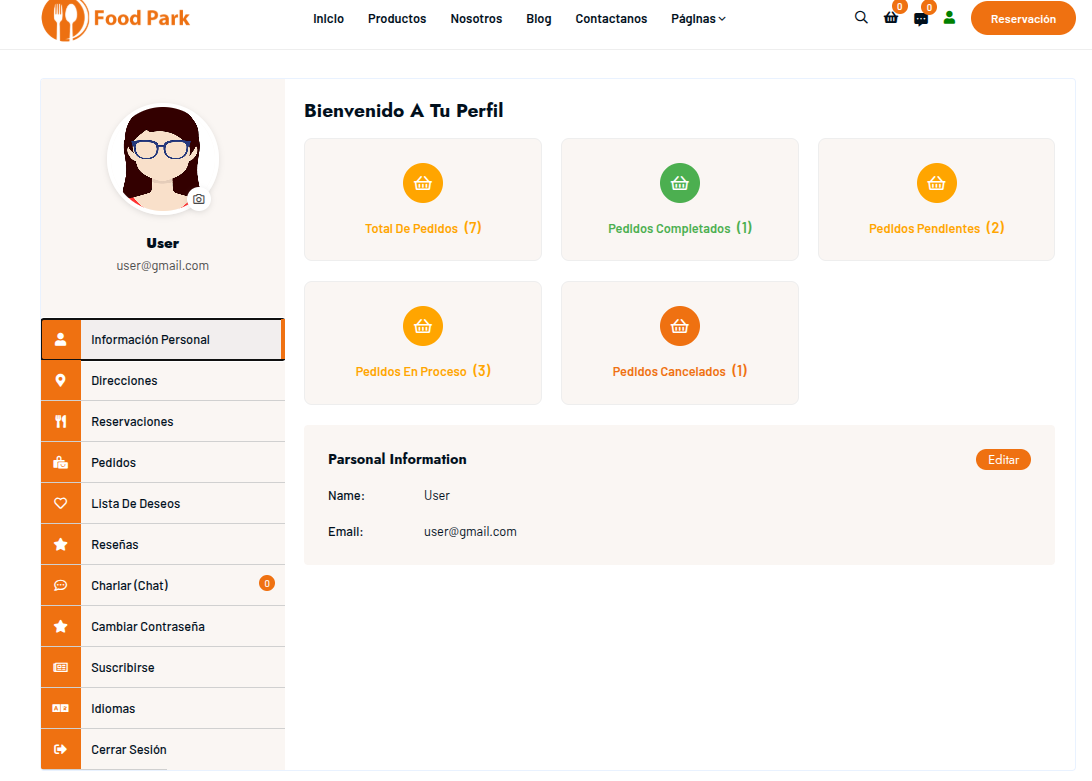 Food Park
Inicio Productos Nosotros Blog Contactanos Páginas
0 0
Reservación
User
user@gmail.com
Información Personal
Direcciones
Reservaciones
Pedidos
Lista De Deseos
Reseñas
Charlar (Chat) 0
Cambiar Contraseña
Suscribirse
Idiomas
Cerrar Sesión
Bienvenido A Tu Perfil
Total De Pedidos (7)
Pedidos Completados (1)
Pedidos Pendientes (2)
Pedidos En Proceso (3)
Pedidos Cancelados (1)
Parsonal Information Editar
Name: User
Email: user@gmail.com